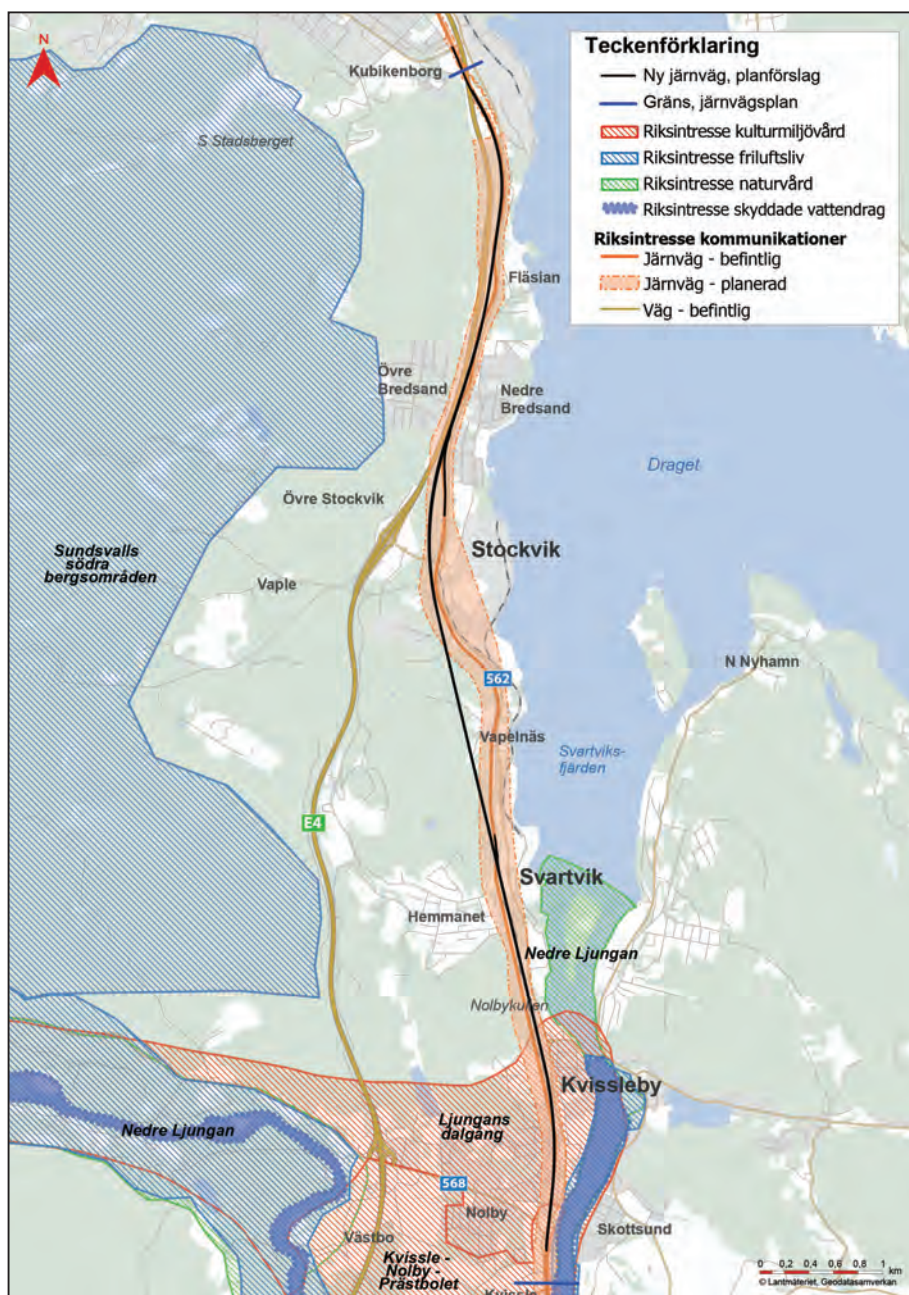 N
Teckenförklaring
Ny järnväg, planförslag
Gräns, järnvägsplan
Riksintresse kulturmiljövård
Riksintresse friluftsliv
Riksintresse naturvård
Riksintresse skyddade vattendrag
Riksintresse kommunikationer
Järnväg - befintlig
Järnväg - planerad
Väg - befintlig
Kubikenborg
S Stadsberget
Fläsian
Övre
Bredsand
Nedre
Bredsand
Draget
Övre Stockvik
Stockvik
Sundsvalls
södra
bergsområden
Vaple
N Nyhamn
562
Vapelnäs
Svartviks-
fjärden
E4
Svartvik
Hemmanet
Nedre Ljungan
Nolbykullen
Kvissleby
Nedre Ljungan
Ljungans
dalgång
568
Nolby
Västbo
Skottsund
Kvissle -
Nolby -
Prästbolet
Kvissle
0 0,2 0,4 0,6 0,8 1
km
© Lantmäteriet, Geodatasamverkan